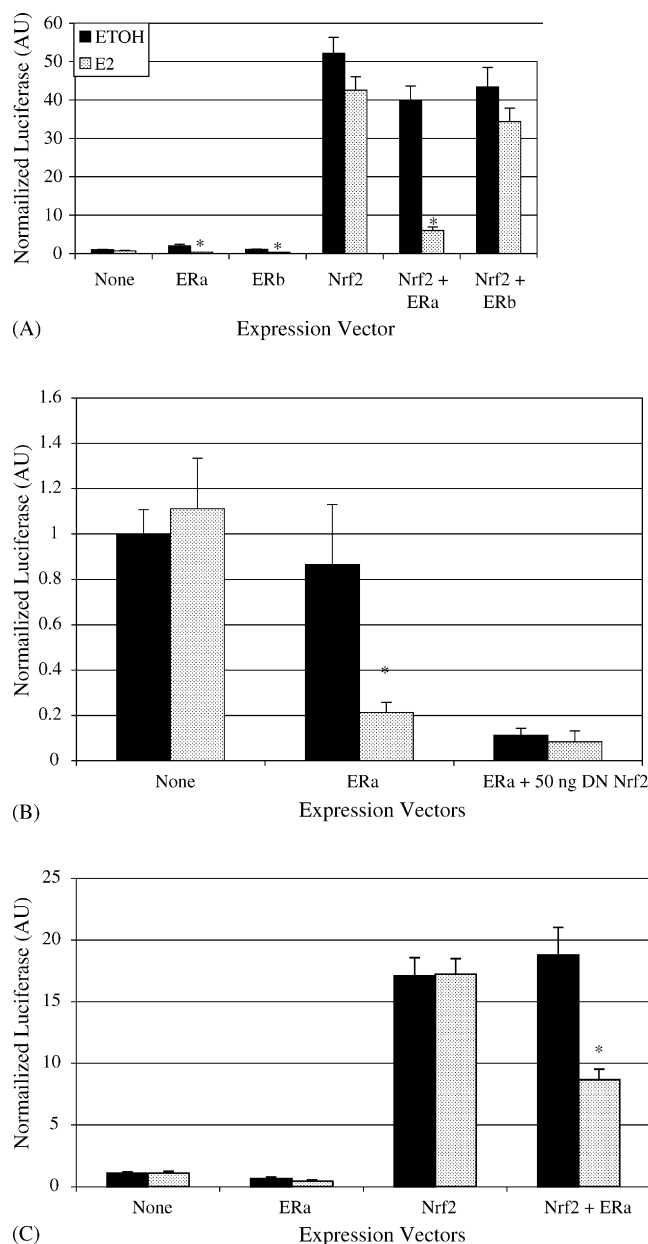 60
50
40
30
20
10
0
Normailized Luciferase (AU)
ETOH
E2
*
*
*
None
ERa
ERb
Nrf2
Nrf2 +
ERa
Nrf2 +
ERb
(A)
Expression Vector
1.6
1.4
1.2
1
0.8
0.6
0.4
0.2
0
Normailized Luciferase (AU)
*
None
ERa
ERa + 50 ng DN Nrf2
(B)
Expression Vectors
25
20
15
10
5
0
Normailized Luciferase (AU)
*
None
ERa
Nrf2
Nrf2 + ERa
(C)
Expression Vectors